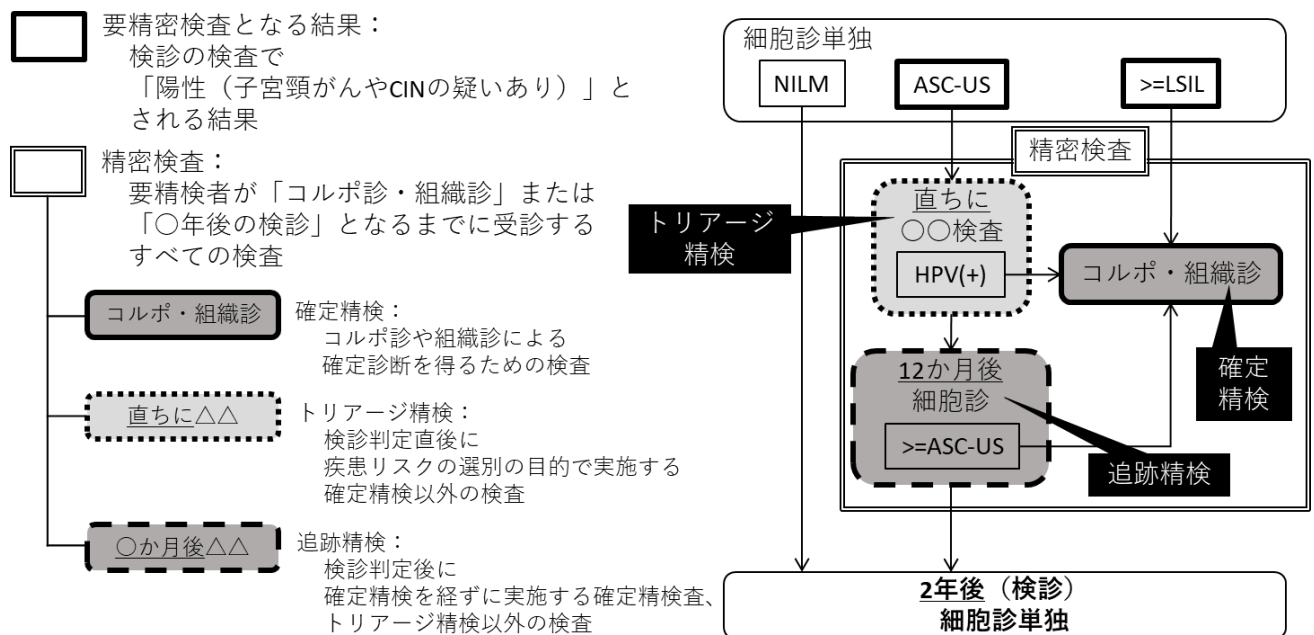 要精密検査となる結果：
検診の検査で
「陽性（子宮頸がんやCINの疑いあり）」と
される結果
精密検査：
要精検者が「コルポ診・組織診」または
「○年後の検診」となるまでに受診する
すべての検査
コルポ・組織診
確定精検：
コルポ診や組織診による
確定診断を得るための検査
直ちに△△
トリアージ精検：
検診判定直後に
疾患リスクの選別の目的で実施する
確定精検以外の検査
○か月後△△
追跡精検：
検診判定後に
確定精検を経ずに実施する確定精検査、
トリアージ精検以外の検査
細胞診単独
NILM
ASC-US
>=LSIL
精密検査
トリアージ
精検
直ちに
○○検査
HPV(+)
コルポ・組織診
確定
精検
12か月後
細胞診
>=ASC-US
追跡精検
2年後（検診）
細胞診単独